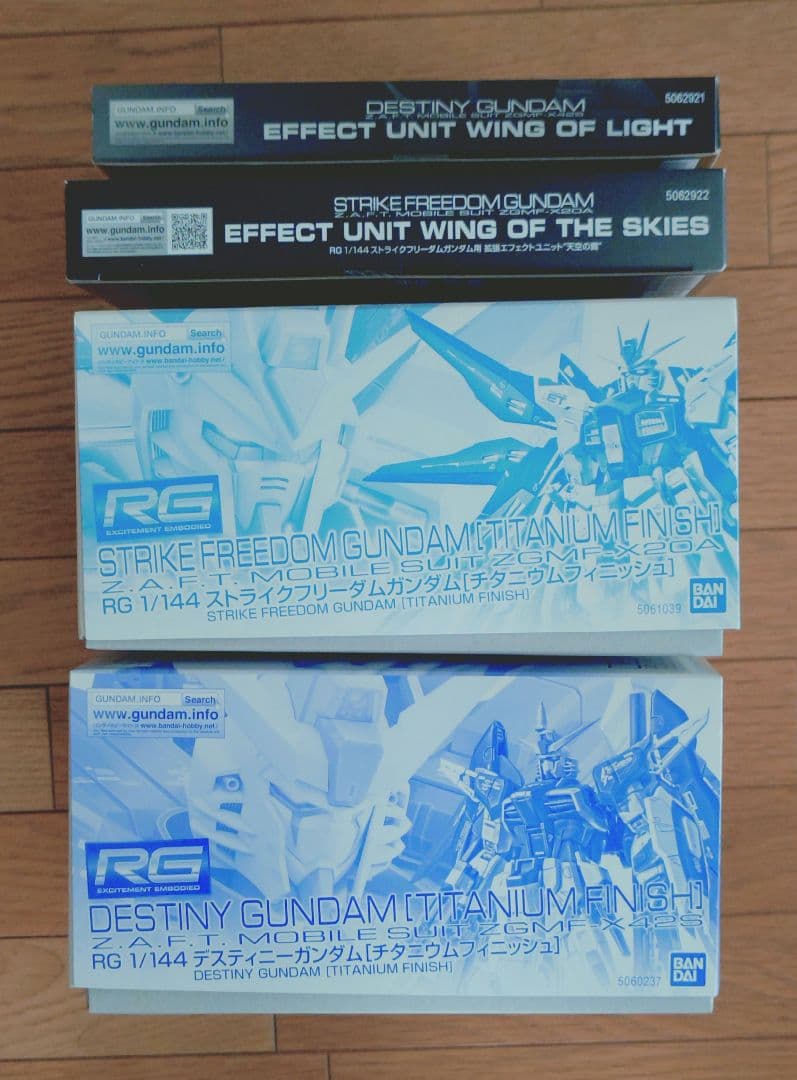 GUNDAM.INFO Search
www.gundam.info
DESTINY GUNDAM
Z.A.F.T. MOBILE SUIT ZGMF-X42S
EFFECT UNIT WING OF LIGHT
5062921
GUNDAM.INFO Search
www.gundam.info
STRIKE FREEDOM GUNDAM
Z.A.F.T. MOBILE SUIT ZGMF-X20A
EFFECT UNIT WING OF THE SKIES
RG 1/144 ストライクフリーダムガンダム用 拡張エフェクトユニット“天空の翼”
5062922
GUNDAM.INFO Search
www.gundam.info
www.bandai-hobby.net
RG
EXCITEMENT EMBODIED
STRIKE FREEDOM GUNDAM [TITANIUM FINISH]
Z.A.F.T. MOBILE SUIT ZGMF-X20A
RG 1/144 ストライクフリーダムガンダム[チタニウムフィニッシュ]
STRIKE FREEDOM GUNDAM [TITANIUM FINISH]
5061039
BAN
DAI
GUNDAM.INFO Search
www.gundam.info
www.bandai-hobby.net
RG
EXCITEMENT EMBODIED
DESTINY GUNDAM [TITANIUM FINISH]
Z.A.F.T. MOBILE SUIT ZGMF-X42S
RG 1/144 デスティニーガンダム[チタニウムフィニッシュ]
DESTINY GUNDAM [TITANIUM FINISH]
5060237
BAN
DAI